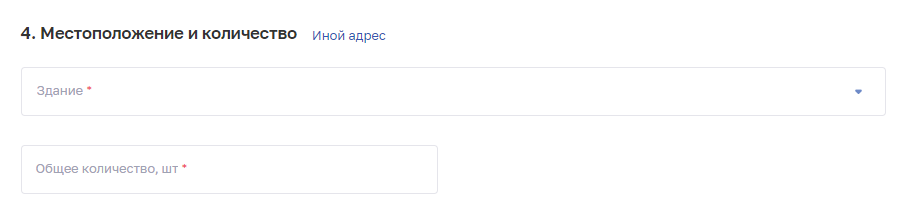 4. Местоположение и количество Иной адрес
Здание *
Общее количество, шт *